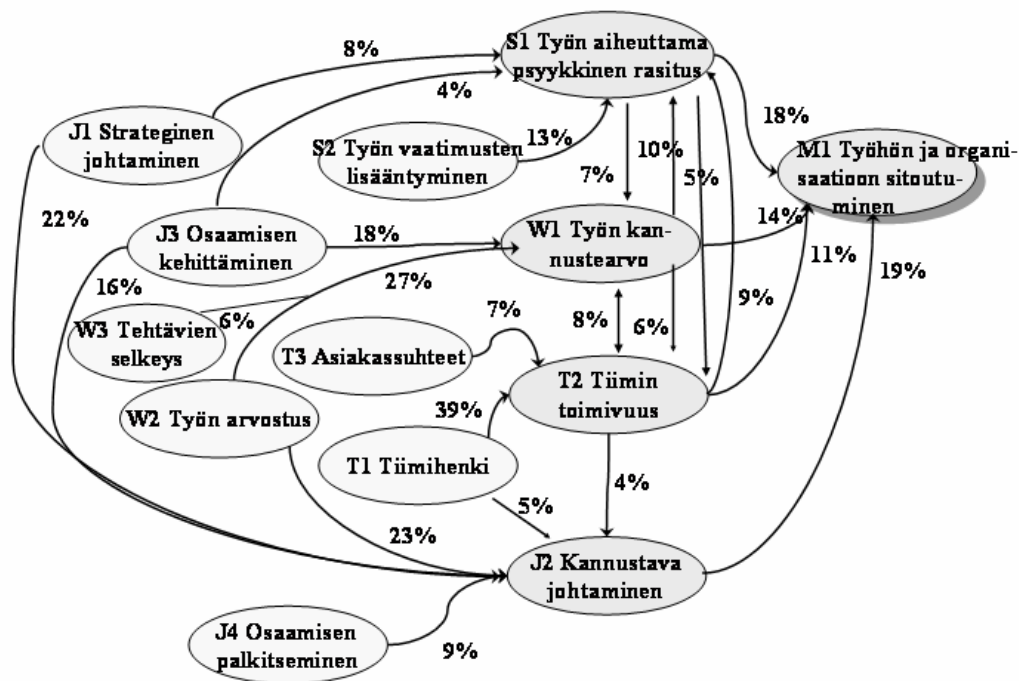 S1 Työn aiheuttama
psyykkinen rasitus
8%
4%
J1 Strateginen
johtaminen
S2 Työn vaatimusten
lisääntyminen
13%
18%
M1 Työhön ja organi-
saatioon sitoutu-
minen
7%
10%
5%
22%
J3 Osaamisen
kehittäminen
18%
W1 Työn kan-
nustearvo
14%
11%
19%
16%
27%
9%
W3 Tehtävien
selkeys
6%
7%
8%
6%
T3 Asiakassuhteet
T2 Tiimin
toimivuus
W2 Työn arvostus
39%
T1 Tiimihenki
4%
5%
23%
J2 Kannustava
johtaminen
J4 Osaamisen
palkitseminen
9%